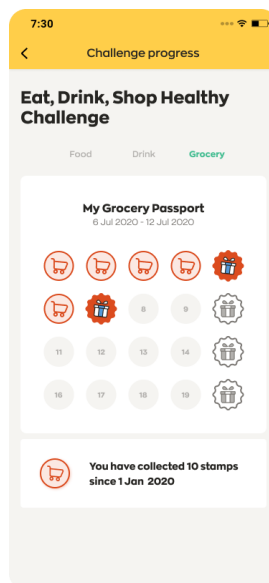 7:30
Challenge progress
Eat, Drink, Shop Healthy
Challenge
Food Drink Grocery
My Grocery Passport
6 Jul 2020 - 12 Jul 2020
8 9
11 12 13 14
16 17 18 19
You have collected 10 stamps
since 1 Jan 2020